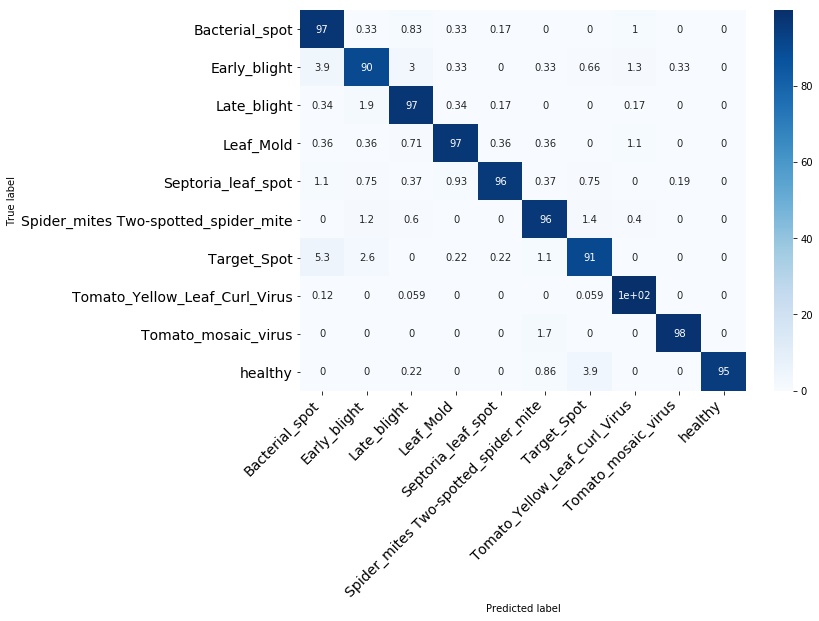 Bacterial_spot 97 0.33 0.83 0.33 0.17 0 0 1 0 0
Early_blight 3.9 90 3 0.33 0 0.33 0.66 1.3 0.33 0
Late_blight 0.34 1.9 97 0.34 0.17 0 0 0.17 0 0
Leaf_Mold 0.36 0.36 0.71 97 0.36 0.36 0 1.1 0 0
Septoria_leaf_spot 1.1 0.75 0.37 0.93 96 0.37 0.75 0 0.19 0
Spider_mites Two-spotted_spider_mite 0 1.2 0.6 0 0 96 1.4 0.4 0 0
Target_Spot 5.3 2.6 0 0.22 0.22 1.1 91 0 0 0
Tomato_Yellow_Leaf_Curl_Virus 0.12 0 0.059 0 0 0 0.059 1e+02 0 0
Tomato_mosaic_virus 0 0 0 0 0 1.7 0 0 98 0
healthy 0 0 0.22 0 0 0.86 3.9 0 0 95
True label
Bacterial_spot
Early_blight
Late_blight
Leaf_Mold
Septoria_leaf_spot
Spider_mites Two-spotted_spider_mite
Target_Spot
Tomato_Yellow_Leaf_Curl_Virus
Tomato_mosaic_virus
healthy
Predicted label
80
60
40
20
0